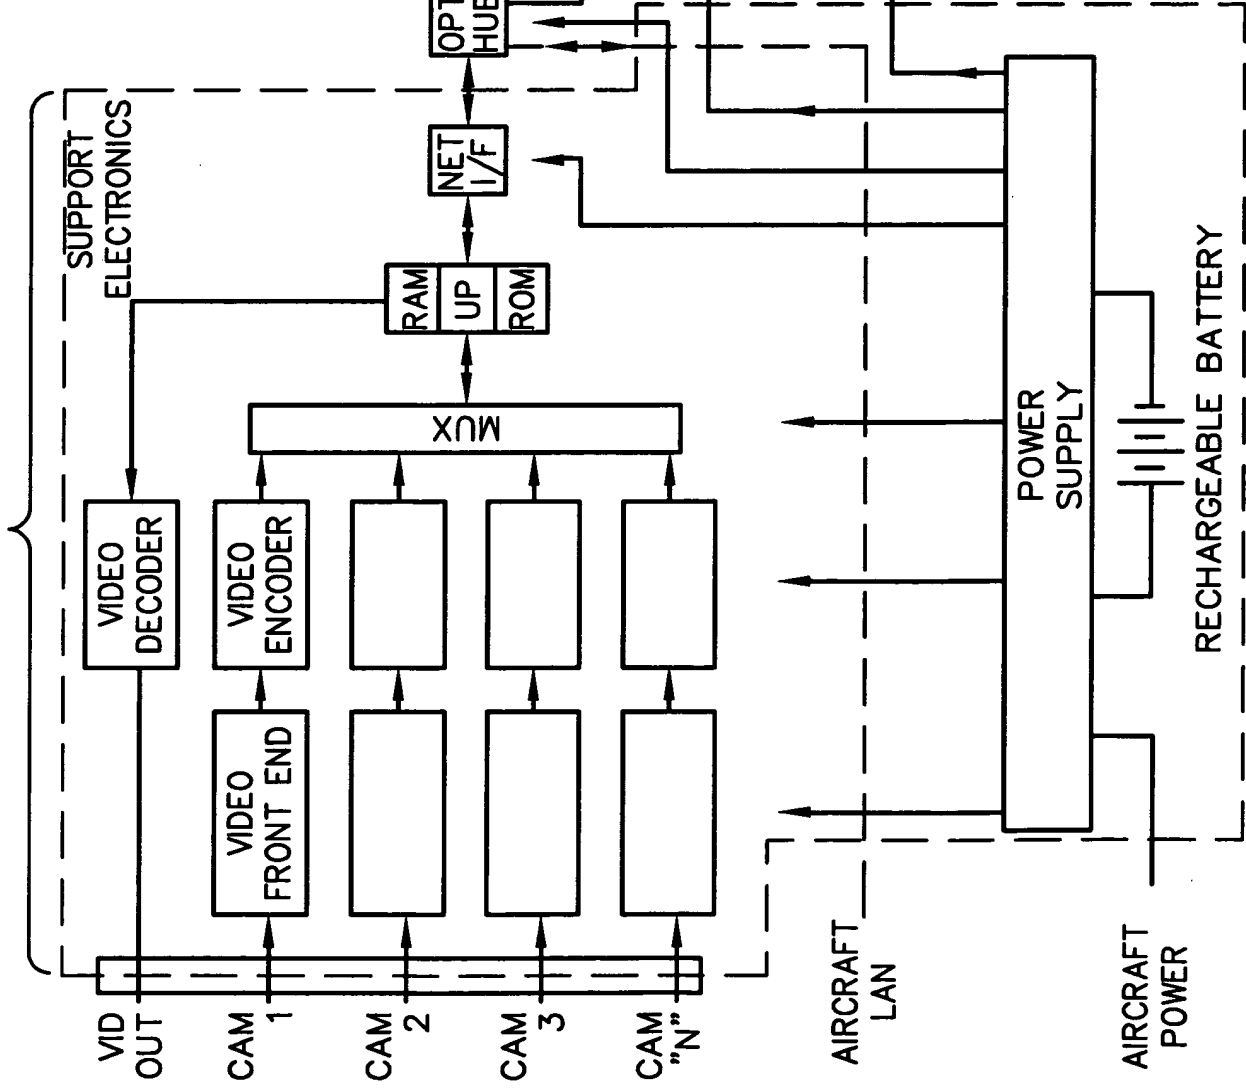 OPT
HUB
SUPPORT
ELECTRONICS
NET
I/F
RAM
UP
ROM
MUX
VIDEO
DECODER
VIDEO
ENCODER
VIDEO
FRONT END
VID
OUT
CAM
1
CAM
2
CAM
3
CAM
"N"
AIRCRAFT
LAN
POWER
SUPPLY
RECHARGEABLE BATTERY
AIRCRAFT
POWER